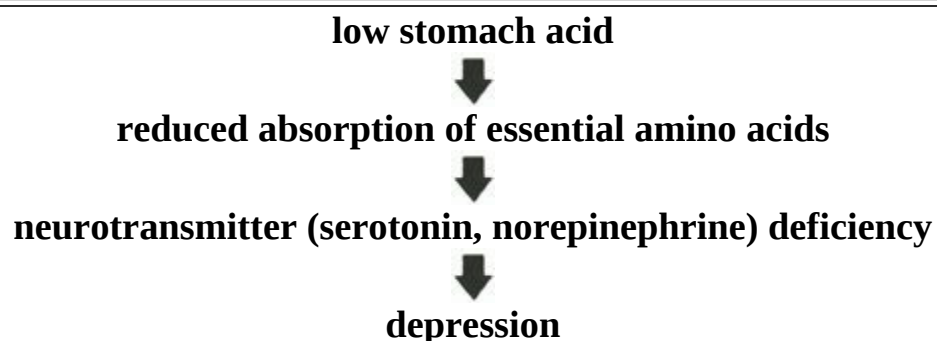 low stomach acid
reduced absorption of essential amino acids
neurotransmitter (serotonin, norepinephrine) deficiency
depression